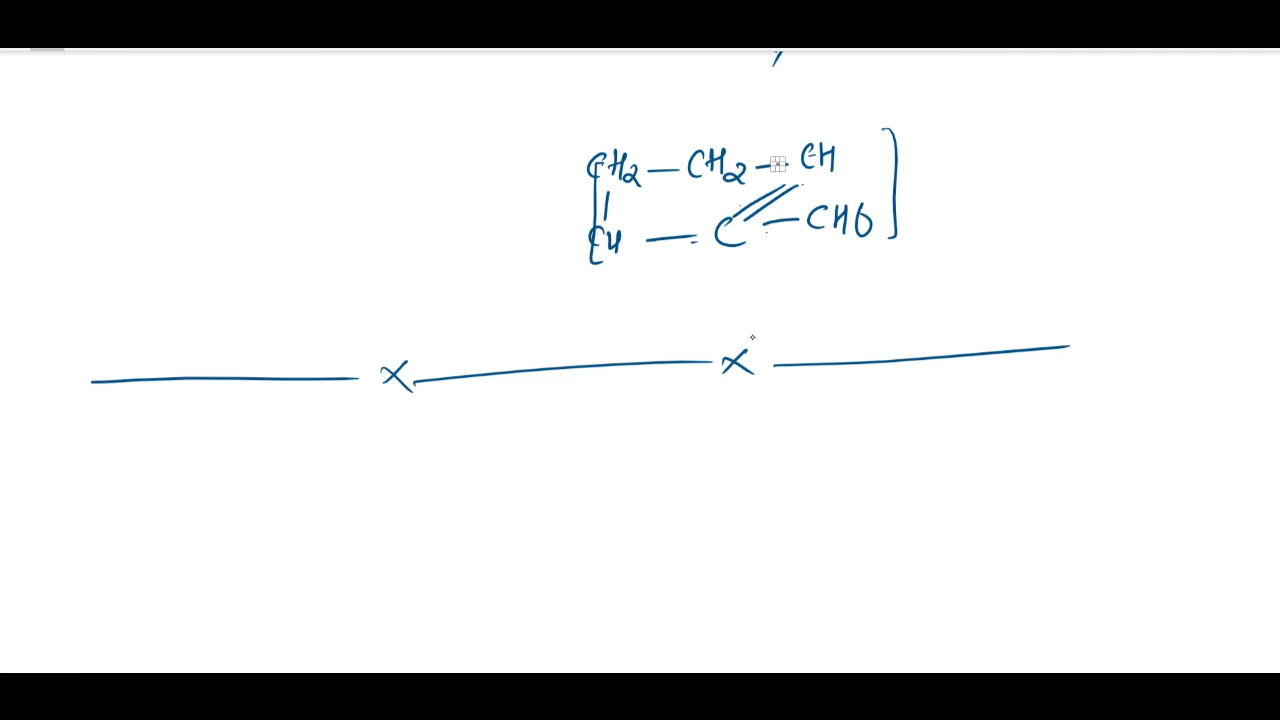 CH2 — CH2 — CH
CH — C — CHO
x x